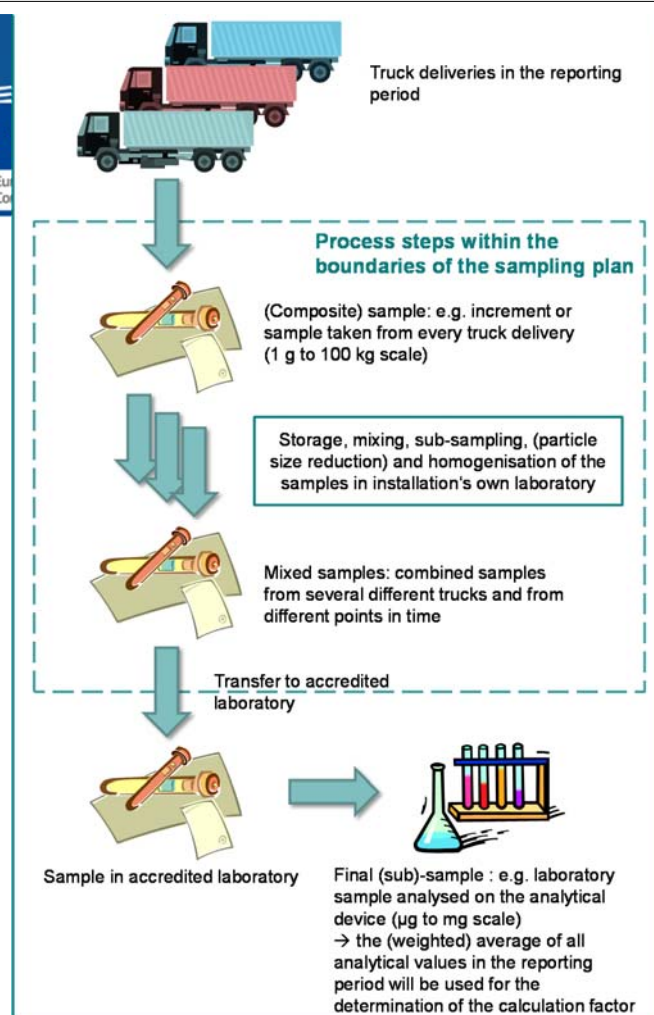 Truck deliveries in the reporting
period
Process steps within the
boundaries of the sampling plan
(Composite) sample: e.g. increment or
sample taken from every truck delivery
(1 g to 100 kg scale)
Storage, mixing, sub-sampling, (particle
size reduction) and homogenisation of the
samples in installation's own laboratory
Mixed samples: combined samples
from several different trucks and from
different points in time
Transfer to accredited
laboratory
Sample in accredited laboratory
Final (sub)-sample : e.g. laboratory
sample analysed on the analytical
device (µg to mg scale)
→ the (weighted) average of all
analytical values in the reporting
period will be used for the
determination of the calculation factor